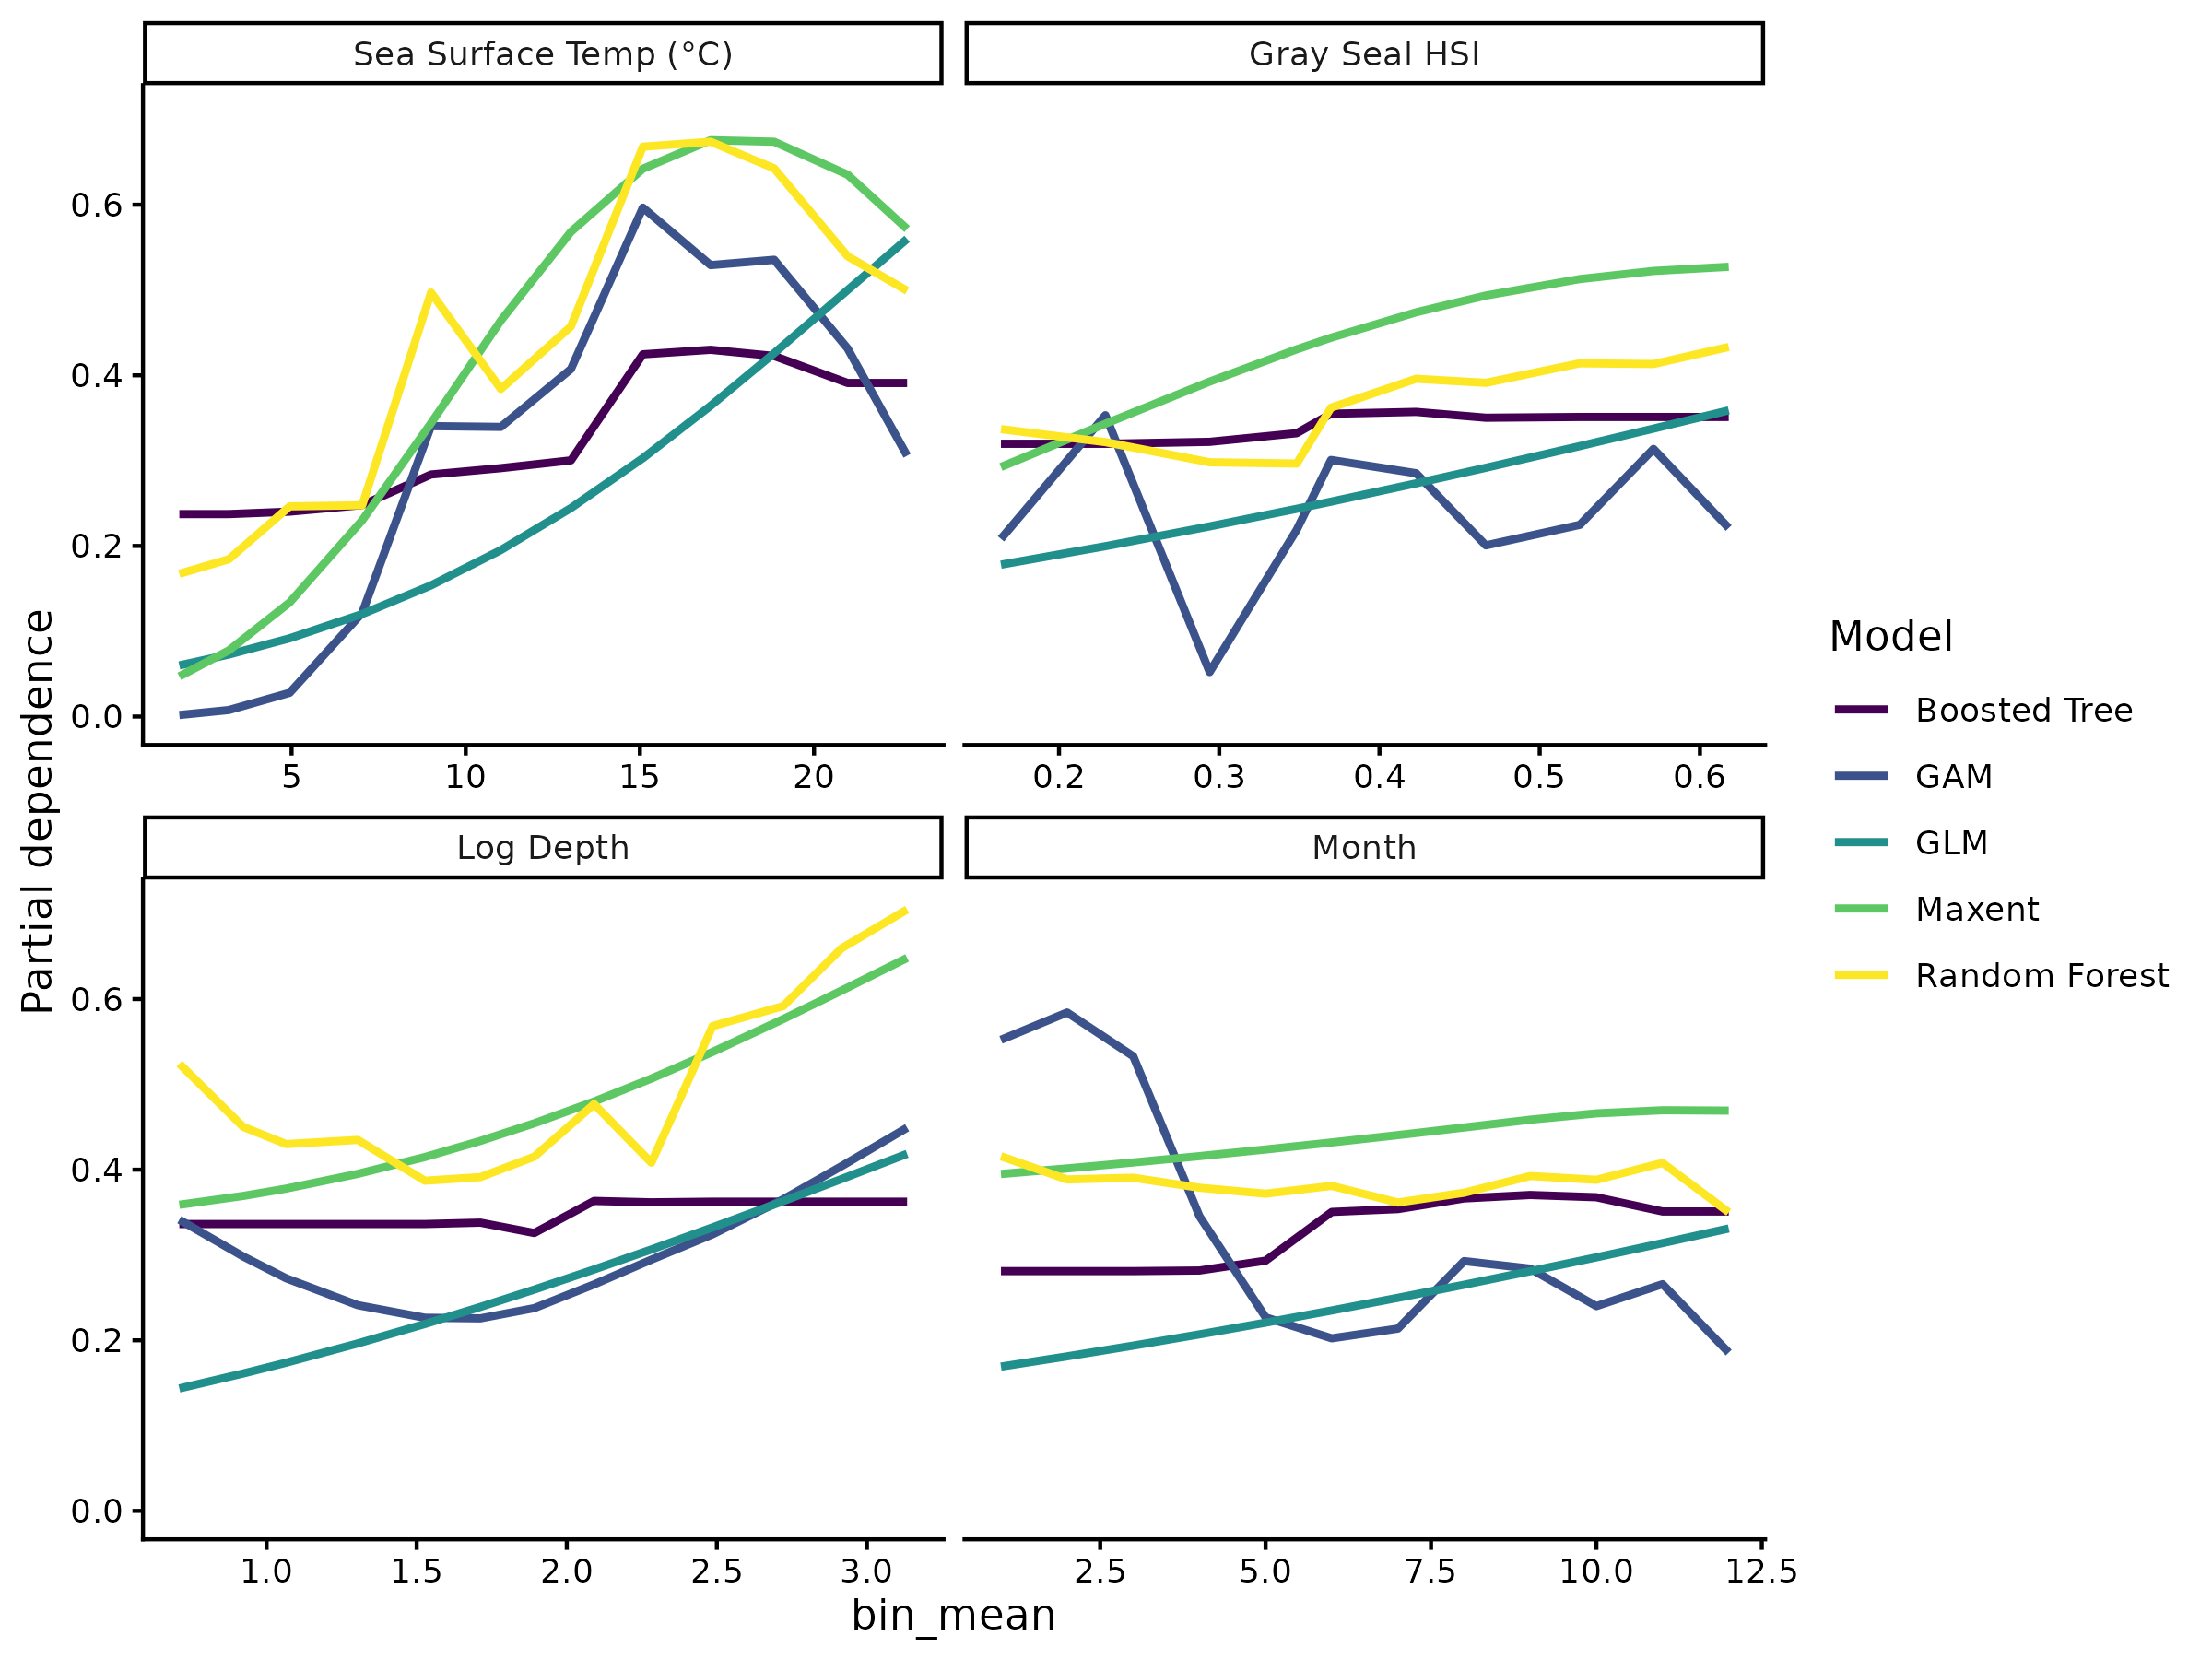 Sea Surface Temp (°C)
Gray Seal HSI
0.6
0.4
0.2
0.0
5 10 15 20
0.2 0.3 0.4 0.5 0.6
Log Depth
Month
0.6
0.4
0.2
0.0
1.0 1.5 2.0 2.5 3.0
2.5 5.0 7.5 10.0 12.5
Partial dependence
bin_mean
Model
Boosted Tree
GAM
GLM
Maxent
Random Forest